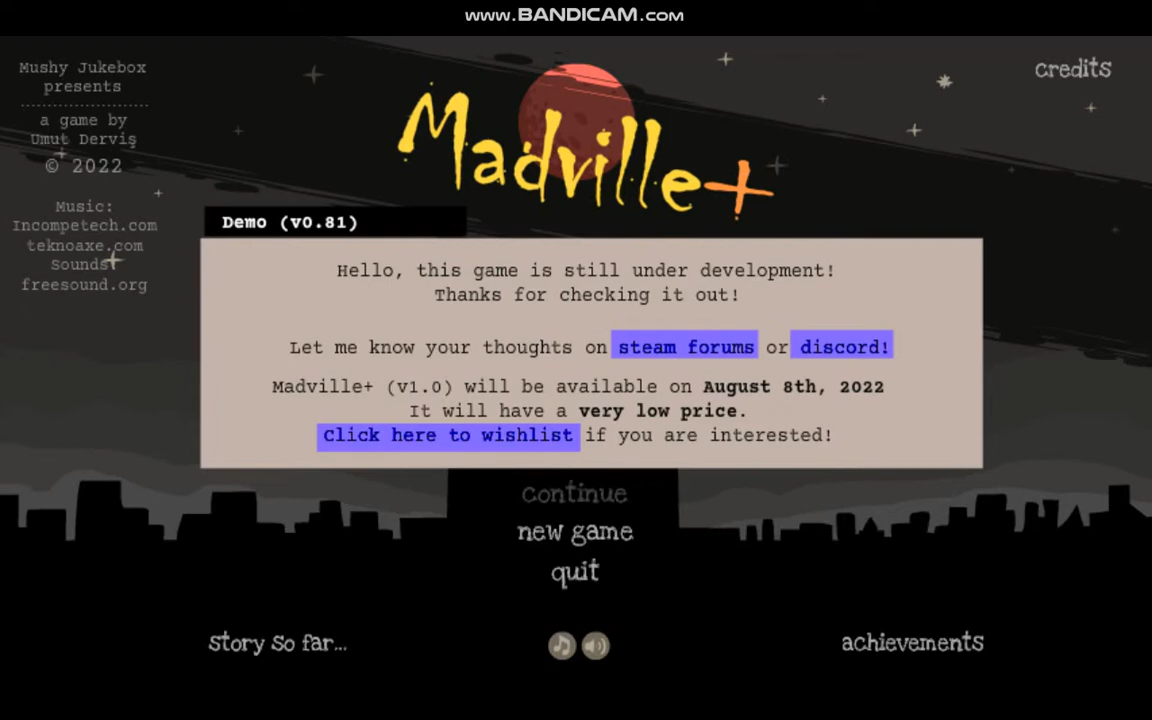 www.BANDICAM.com
Mushy Jukebox
presents
a game by
Umut Derviş
© 2022
Music:
Incompetech.com
teknoaxe.com
Sounds
freesound.org
credits
Madville+
Demo (v0.81)
Hello, this game is still under development!
Thanks for checking it out!
Let me know your thoughts on steam forums or discord!
Madville+ (v1.0) will be available on August 8th, 2022
It will have a very low price.
Click here to wishlist if you are interested!
continue
new game
quit
story so far...
achievements